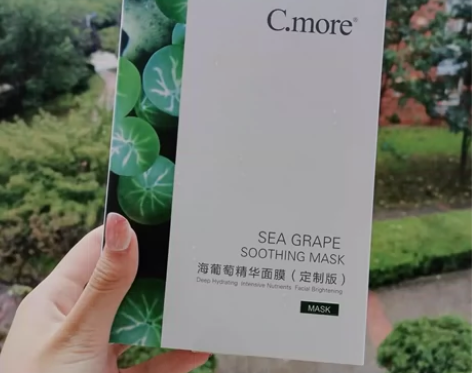 C.more®
SEA GRAPE
SOOTHING MASK
海葡萄精华面膜（定制版）
Deep Hydrating Intensive Nutrients Facial Brightening
MASK